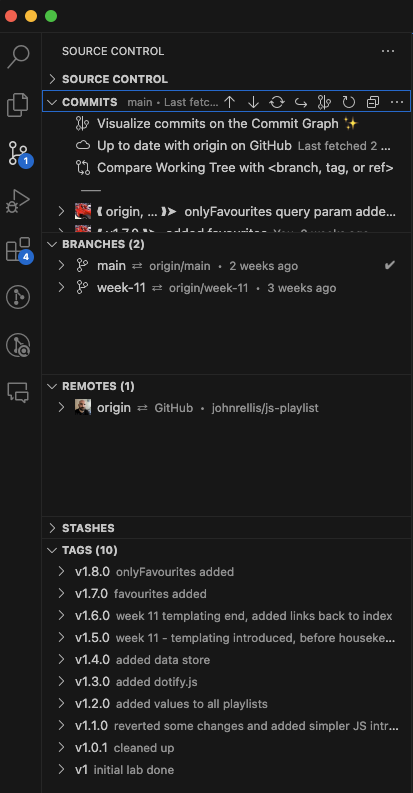 SOURCE CONTROL
SOURCE CONTROL
COMMITS main • Last fetc...
Visualize commits on the Commit Graph ✨
Up to date with origin on GitHub Last fetched 2 ...
Compare Working Tree with <branch, tag, or ref>
1
origin, ... onlyFavourites query param adde...
BRANCHES (2)
4
main ⇄ origin/main • 2 weeks ago ✔
week-11 ⇄ origin/week-11 • 3 weeks ago
REMOTES (1)
origin ⇄ GitHub • johnrellis/js-playlist
STASHES
TAGS (10)
v1.8.0 onlyFavourites added
v1.7.0 favourites added
v1.6.0 week 11 templating end, added links back to index
v1.5.0 week 11 - templating introduced, before houseke...
v1.4.0 added data store
v1.3.0 added dotify.js
v1.2.0 added values to all playlists
v1.1.0 reverted some changes and added simpler JS intr...
v1.0.1 cleaned up
v1 initial lab done